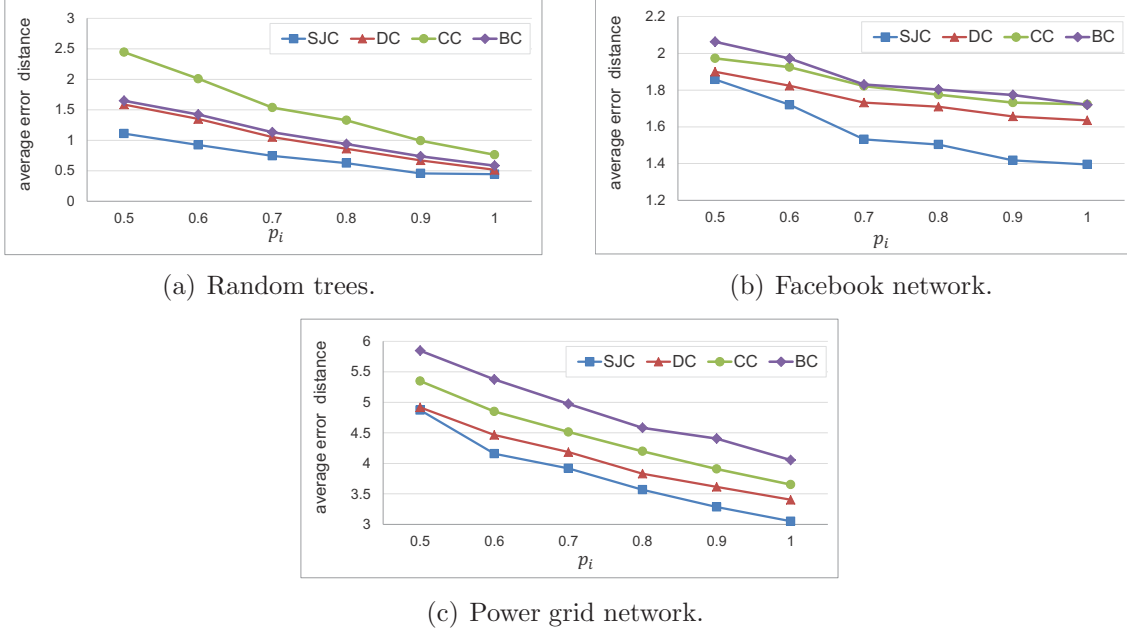 3
2.5
2
1.5
1
0.5
0
average error distance
SJC DC CC BC
0.5 0.6 0.7 0.8 0.9 1
p_i
(a) Random trees.
2.2
2
1.8
1.6
1.4
1.2
average error distance
SJC DC CC BC
0.5 0.6 0.7 0.8 0.9 1
p_i
(b) Facebook network.
6
5.5
5
4.5
4
3.5
3
average error distance
SJC DC CC BC
0.5 0.6 0.7 0.8 0.9 1
p_i
(c) Power grid network.